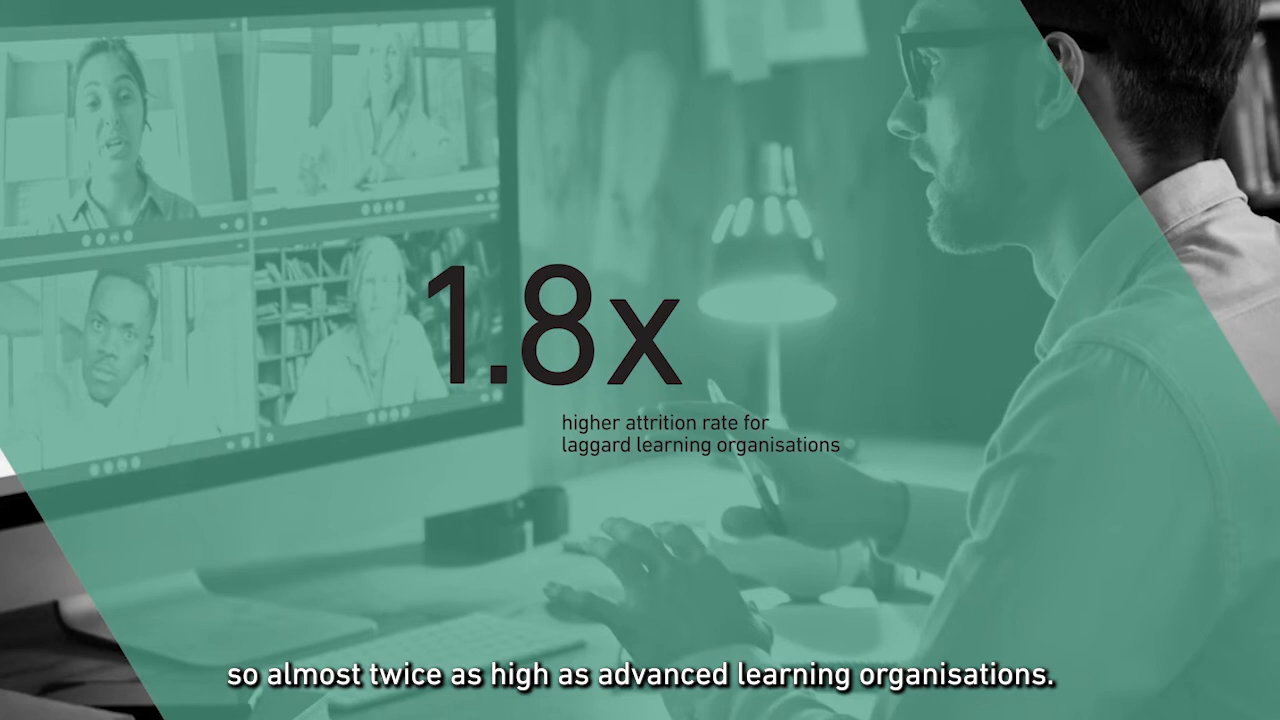 1.8x
higher attrition rate for
laggard learning organisations
so almost twice as high as advanced learning organisations.